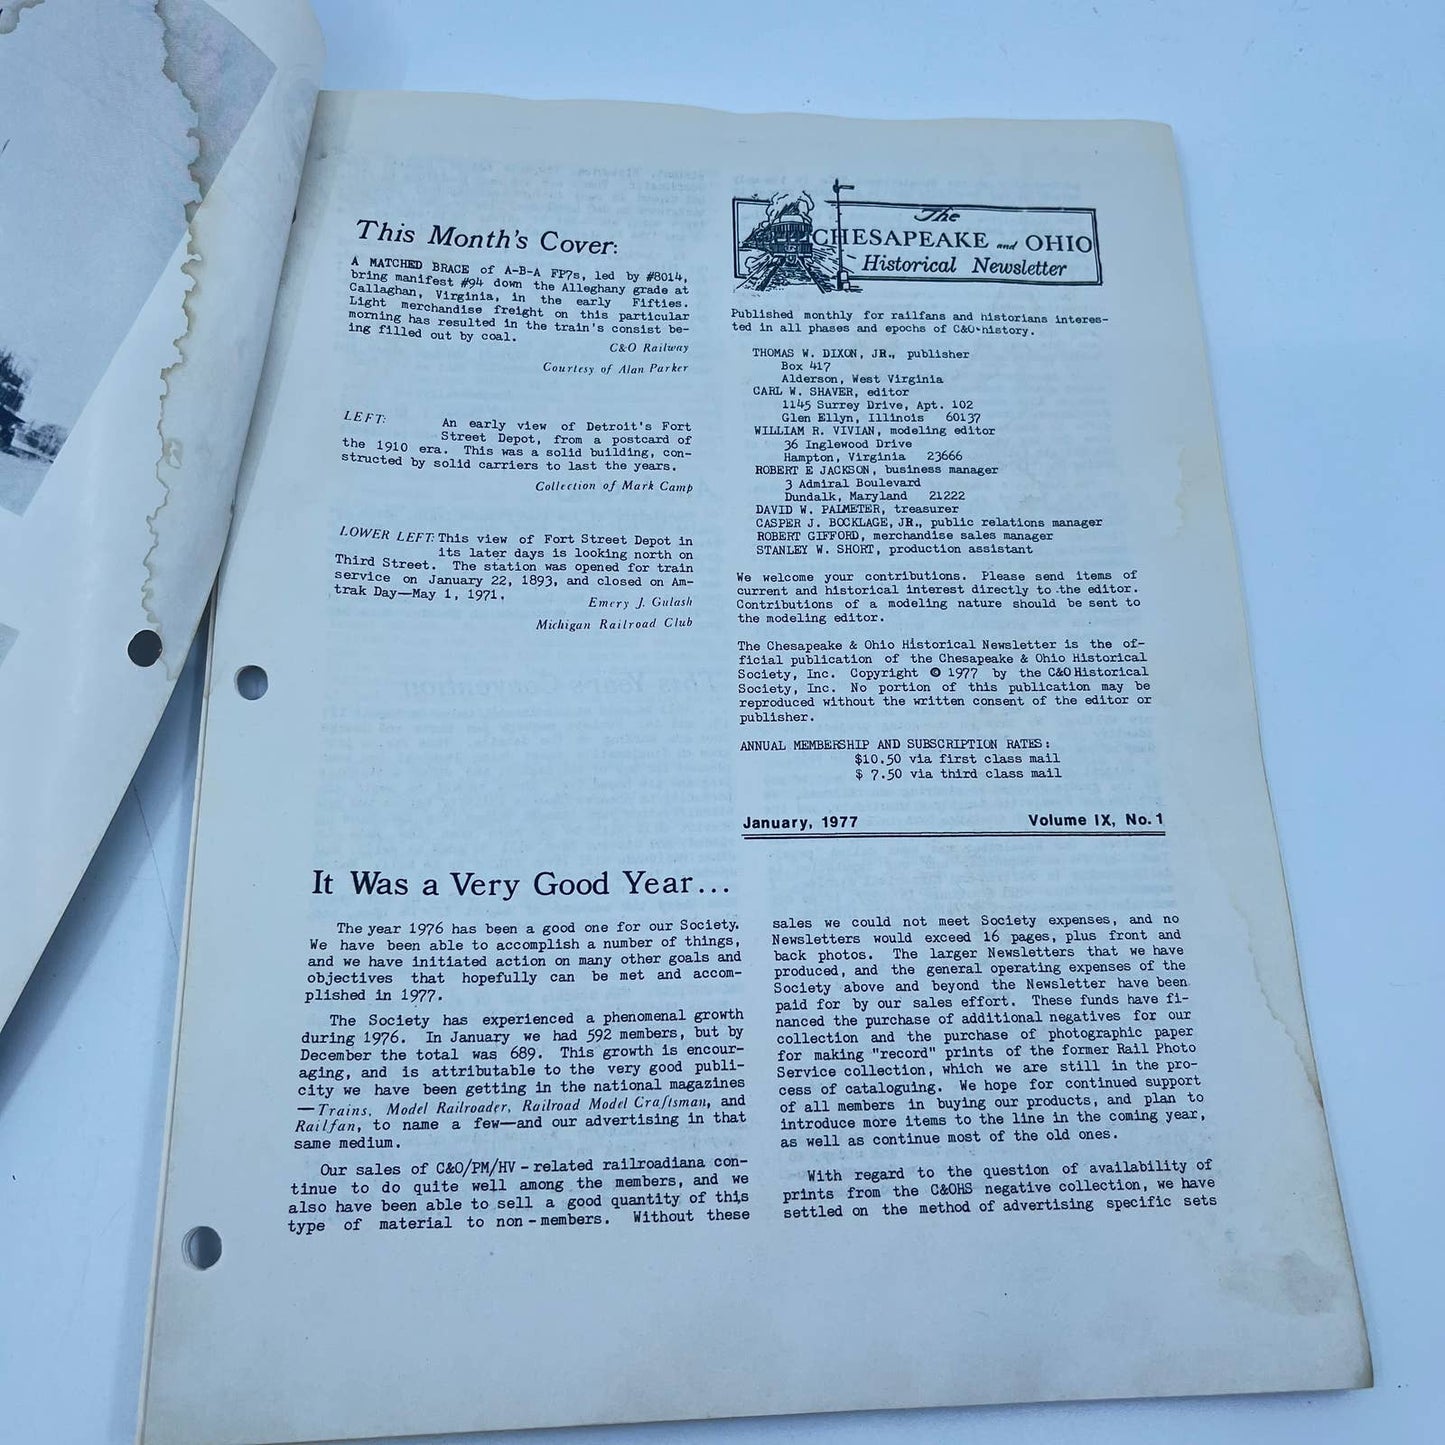 This Month's Cover:
A MATCHED BRACE of A-B-A FP7s, led by #8014,
bring manifest #94 down the Alleghany grade at
Callaghan, Virginia, in the early Fifties.
Light merchandise freight on this particular
morning has resulted in the train's consist be-
ing filled out by coal.
C&O Railway
Courtesy of Alan Parker
LEFT: An early view of Detroit's Fort
Street Depot, from a postcard of
the 1910 era. This was a solid building, con-
structed by solid carriers to last the years.
Collection of Mark Camp
LOWER LEFT: This view of Fort Street Depot in
its later days is looking north on
Third Street. The station was opened for train
service on January 22, 1893, and closed on Am-
trak Day—May 1, 1971.
Emery J. Gulash
Michigan Railroad Club
The
CHESAPEAKE and OHIO
Historical Newsletter
Published monthly for railfans and historians interes-
ted in all phases and epochs of C&O history.
THOMAS W. DIXON, JR., publisher
Box 417
Alderson, West Virginia
CARL W. SHAVER, editor
1145 Surrey Drive, Apt. 102
Glen Ellyn, Illinois 60137
WILLIAM R. VIVIAN, modeling editor
36 Inglewood Drive
Hampton, Virginia 23666
ROBERT E JACKSON, business manager
3 Admiral Boulevard
Dundalk, Maryland 21222
DAVID W. PALMETER, treasurer
CASPER J. BOCKLAGE, JR., public relations manager
ROBERT GIFFORD, merchandise sales manager
STANLEY W. SHORT, production assistant
We welcome your contributions. Please send items of
current and historical interest directly to the editor.
Contributions of a modeling nature should be sent to
the modeling editor.
The Chesapeake & Ohio Historical Newsletter is the of-
ficial publication of the Chesapeake & Ohio Historical
Society, Inc. Copyright © 1977 by the C&O Historical
Society, Inc. No portion of this publication may be
reproduced without the written consent of the editor or
publisher.
ANNUAL MEMBERSHIP AND SUBSCRIPTION RATES:
$10.50 via first class mail
$ 7.50 via third class mail
January, 1977 Volume IX, No. 1
It Was a Very Good Year...
The year 1976 has been a good one for our Society.
We have been able to accomplish a number of things,
and we have initiated action on many other goals and
objectives that hopefully can be met and accom-
plished in 1977.
The Society has experienced a phenomenal growth
during 1976. In January we had 592 members, but by
December the total was 689. This growth is encour-
aging, and is attributable to the very good publi-
city we have been getting in the national magazines
—Trains, Model Railroader, Railroad Model Craftsman, and
Railfan, to name a few—and our advertising in that
same medium.
Our sales of C&O/PM/HV - related railroadiana con-
tinue to do quite well among the members, and we
also have been able to sell a good quantity of this
type of material to non - members. Without these
sales we could not meet Society expenses, and no
Newsletters would exceed 16 pages, plus front and
back photos. The larger Newsletters that we have
produced, and the general operating expenses of the
Society above and beyond the Newsletter have been
paid for by our sales effort. These funds have fi-
nanced the purchase of additional negatives for our
collection and the purchase of photographic paper
for making "record" prints of the former Rail Photo
Service collection, which we are still in the pro-
cess of cataloguing. We hope for continued support
of all members in buying our products, and plan to
introduce more items to the line in the coming year,
as well as continue most of the old ones.
With regard to the question of availability of
prints from the C&OHS negative collection, we have
settled on the method of advertising specific sets